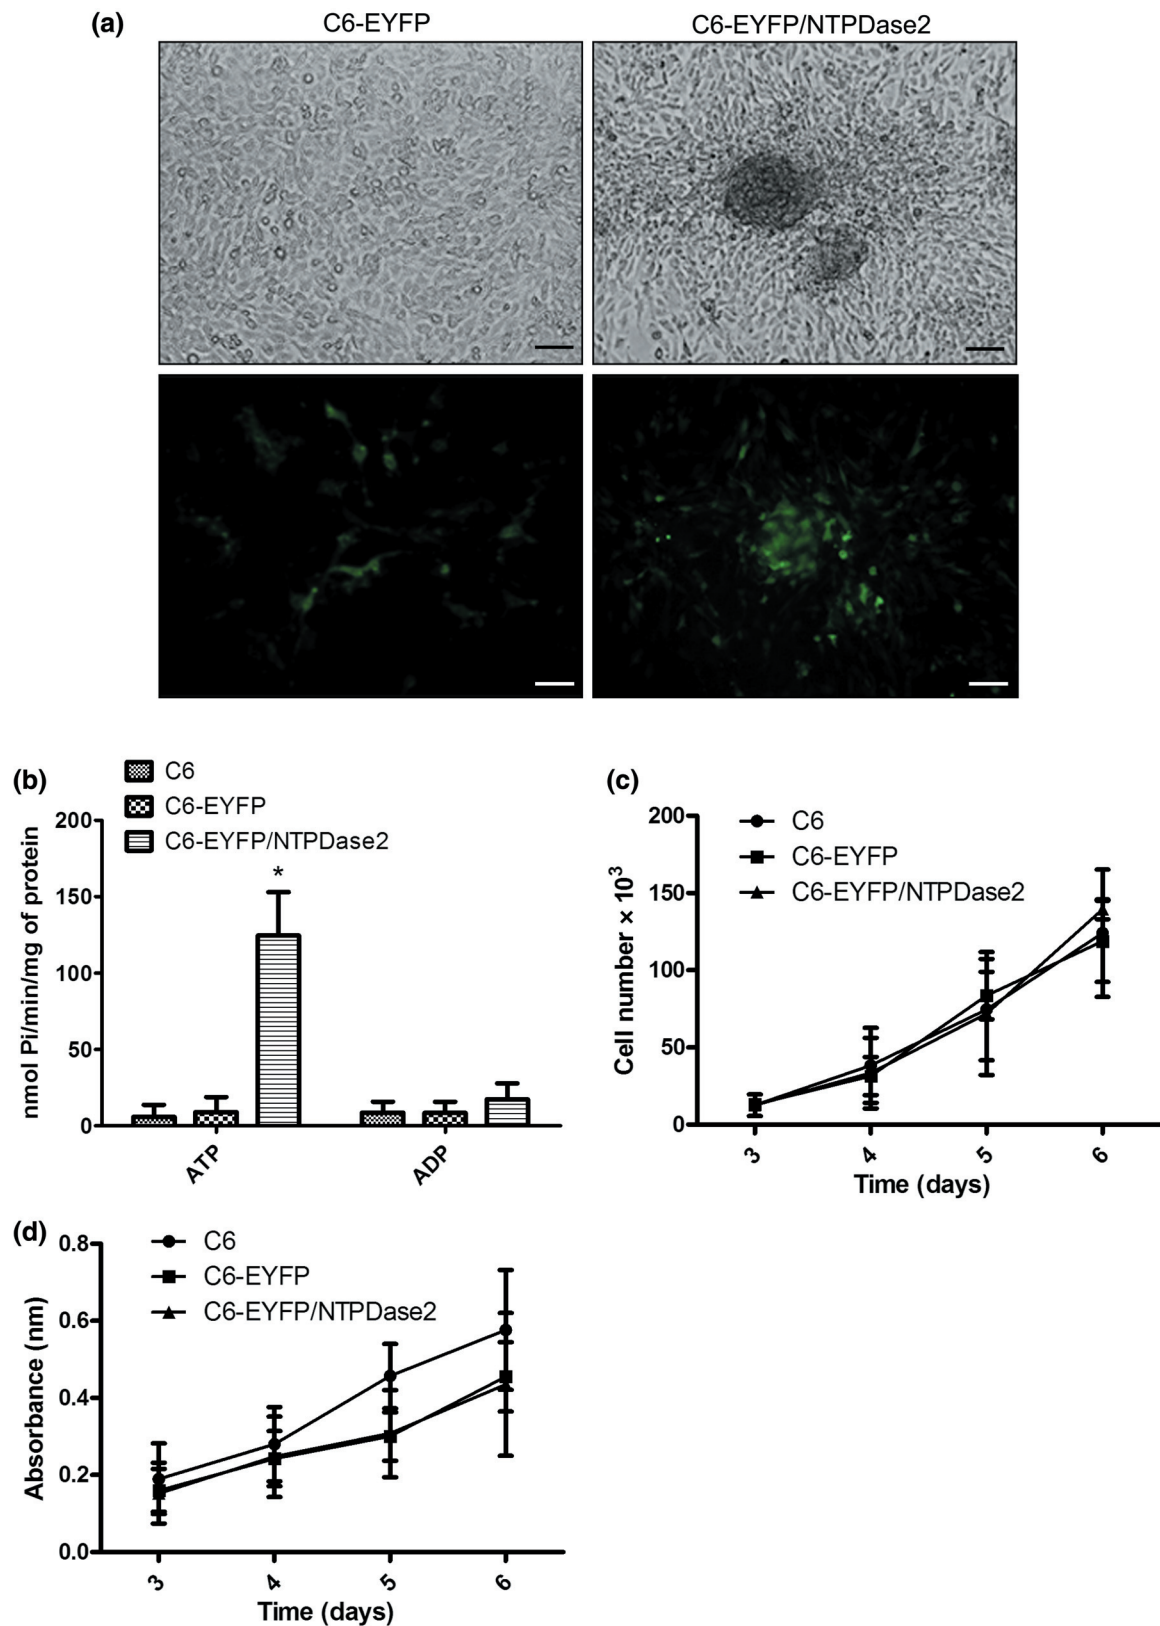 (a)
C6-EYFP
C6-EYFP/NTPDase2
(b)
C6
C6-EYFP
C6-EYFP/NTPDase2
nmol Pi/min/mg of protein
200
150
100
50
0
*
ATP
ADP
(c)
C6
C6-EYFP
C6-EYFP/NTPDase2
Cell number × 10³
200
150
100
50
0
3
4
5
6
Time (days)
(d)
C6
C6-EYFP
C6-EYFP/NTPDase2
Absorbance (nm)
0.8
0.6
0.4
0.2
0.0
3
4
5
6
Time (days)